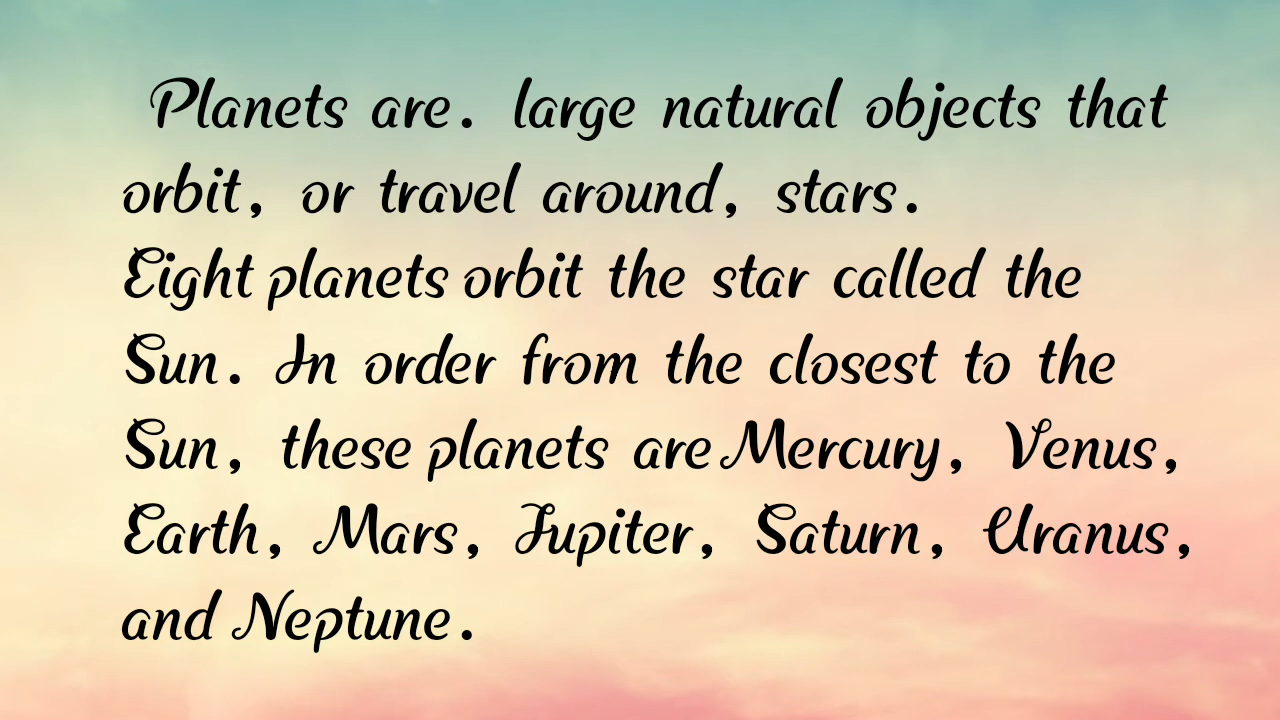 Planets are. large natural objects that
orbit, or travel around, stars.
Eight planets orbit the star called the
Sun. In order from the closest to the
Sun, these planets are Mercury, Venus,
Earth, Mars, Jupiter, Saturn, Uranus,
and Neptune.